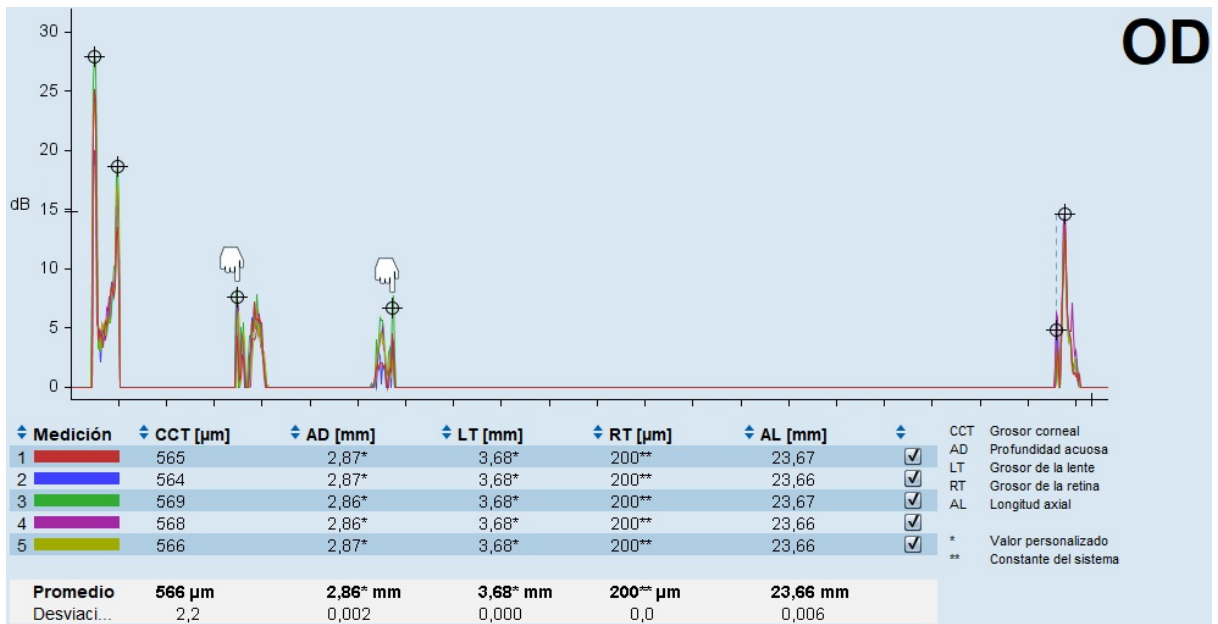 OD
30
25
20
dB 15
10
5
0
Medición CCT [µm] AD [mm] LT [mm] RT [µm] AL [mm]
1 565 2,87* 3,68* 200** 23,67
2 564 2,87* 3,68* 200** 23,66
3 569 2,86* 3,68* 200** 23,67
4 568 2,86* 3,68* 200** 23,66
5 566 2,87* 3,68* 200** 23,66
Promedio 566 µm 2,86* mm 3,68* mm 200** µm 23,66 mm
Desviaci... 2,2 0,002 0,000 0,0 0,006
CCT Grosor corneal
AD Profundidad acuosa
LT Grosor de la lente
RT Grosor de la retina
AL Longitud axial
* Valor personalizado
** Constante del sistema